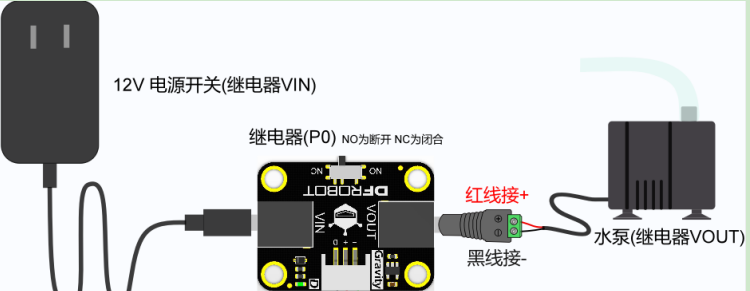 12V 电源开关(继电器VIN)
继电器(P0) NO为断开 NC为闭合
NC
NO
DFROBOT
红线接+
VIN
VOUT
水泵(继电器VOUT)
黑线接-
D + -
D
Gravity